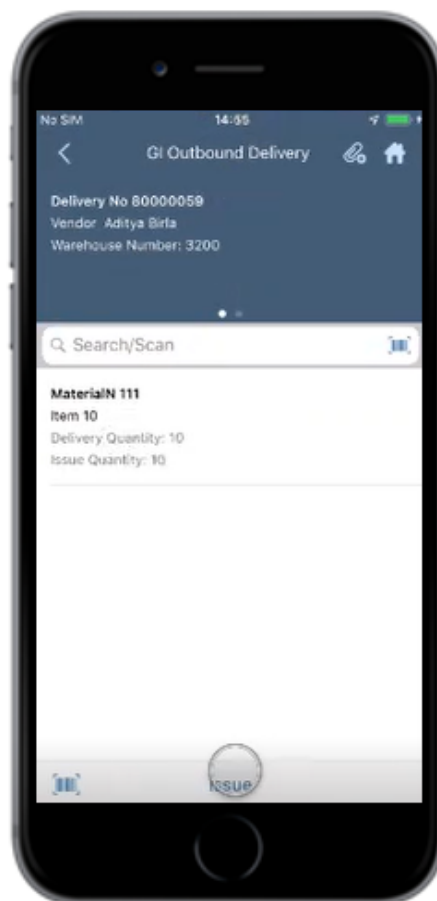 No SIM 14:55
GI Outbound Delivery
Delivery No 80000059
Vendor Aditya Birla
Warehouse Number: 3200
Search/Scan
MaterialN 111
Item 10
Delivery Quantity: 10
Issue Quantity: 10
Issue